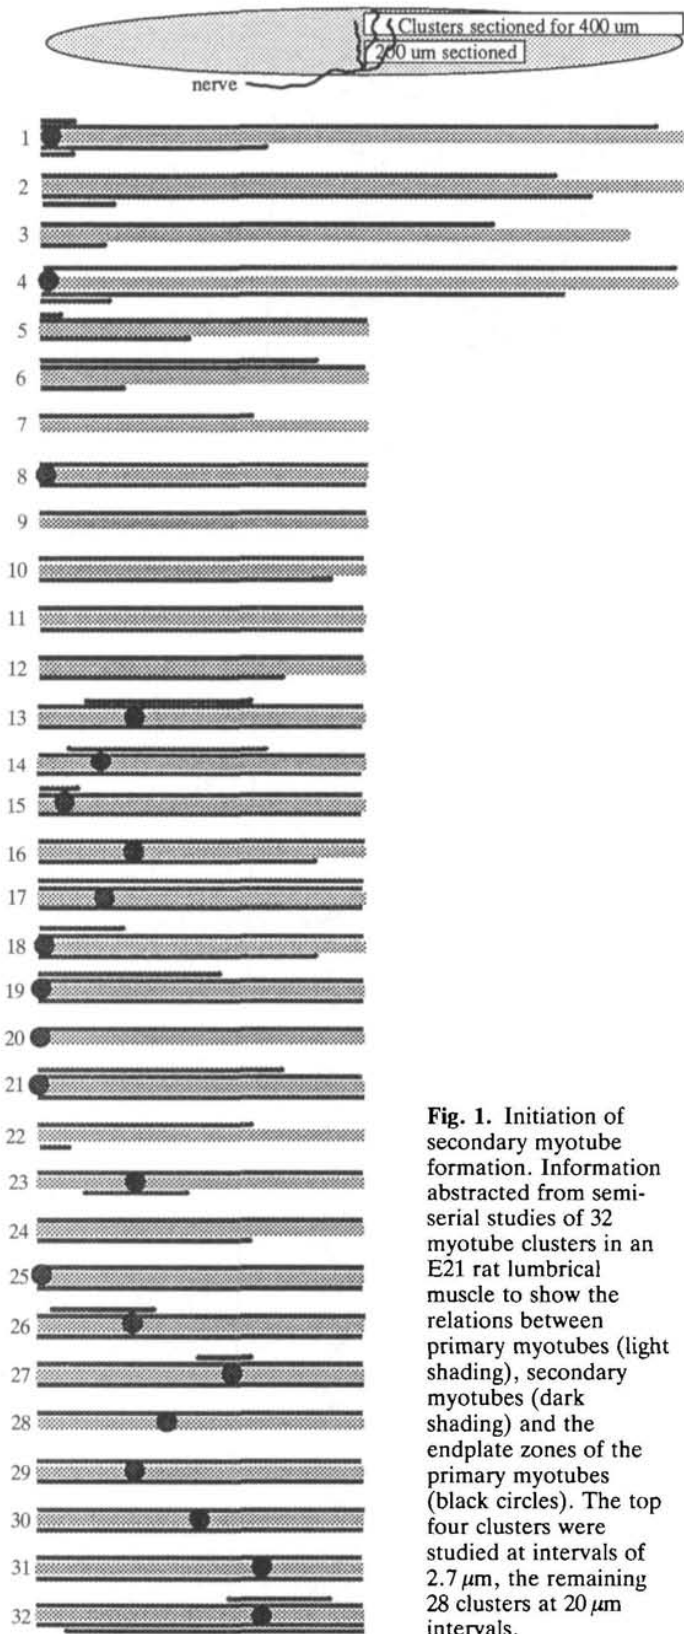 Clusters sectioned for 400 um
200 um sectioned
nerve
1
2
3
4
5
6
7
8
9
10
11
12
13
14
15
16
17
18
19
20
21
22
23
24
25
26
27
28
29
30
31
32
Fig. 1. Initiation of
secondary myotube
formation. Information
abstracted from semi-
serial studies of 32
myotube clusters in an
E21 rat lumbrical
muscle to show the
relations between
primary myotubes (light
shading), secondary
myotubes (dark
shading) and the
endplate zones of the
primary myotubes
(black circles). The top
four clusters were
studied at intervals of
2.7 μm, the remaining
28 clusters at 20 μm
intervals.